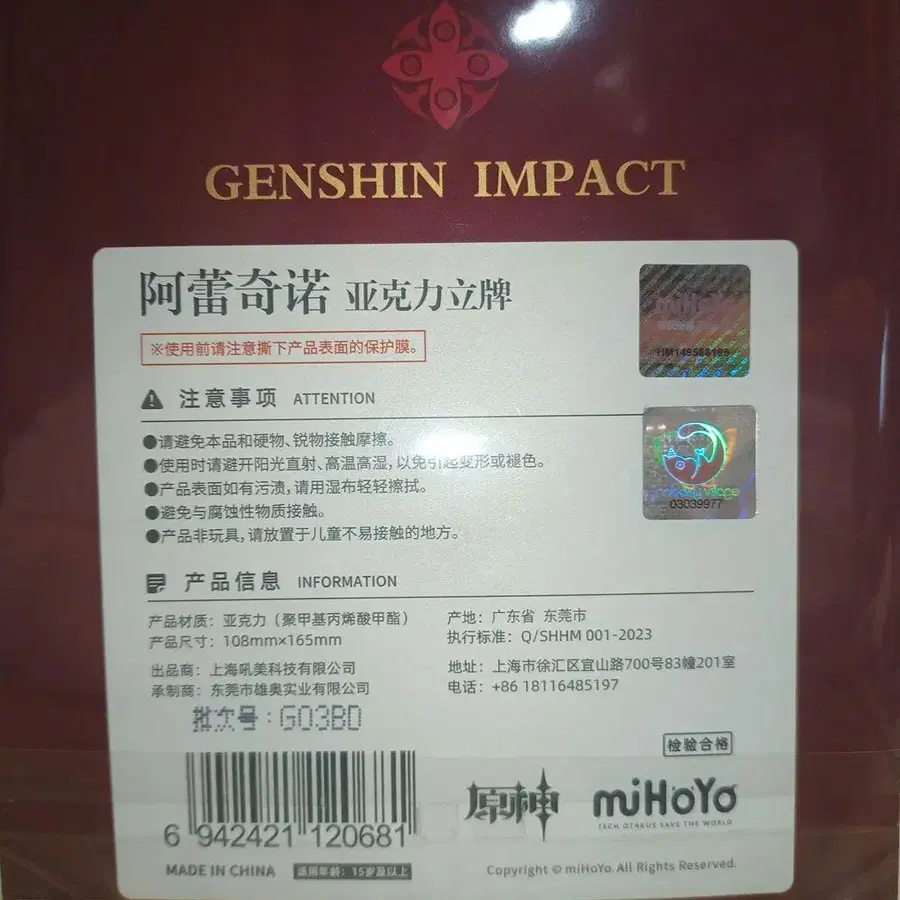 GENSHIN IMPACT
阿蕾奇诺 亚克力立牌
※使用前请注意撕下产品表面的保护膜。
注意事项 ATTENTION
●请避免本品和硬物、锐物接触摩擦。
●使用时请避开阳光直射、高温高湿，以免引起变形或褪色。
●产品表面如有污渍，请用湿布轻轻擦拭。
●避免与腐蚀性物质接触。
●产品非玩具，请放置于儿童不易接触的地方。
miHoYo
03039977
产品信息 INFORMATION
产品材质：亚克力（聚甲基丙烯酸甲酯）
产品尺寸：108mm×165mm
出品商：上海吼美科技有限公司
承制商：东莞市雄奥实业有限公司
产地：广东省 东莞市
执行标准：Q/SHHM 001-2023
地址：上海市徐汇区宜山路700号83幢201室
电话：+86 18116485197
批次号：G03BD
检验合格
6 942421 120681
原神
miHoYo
TECH OTAKUS SAVE THE WORLD
MADE IN CHINA
适用年龄：15岁及以上
Copyright © miHoYo. All Rights Reserved.